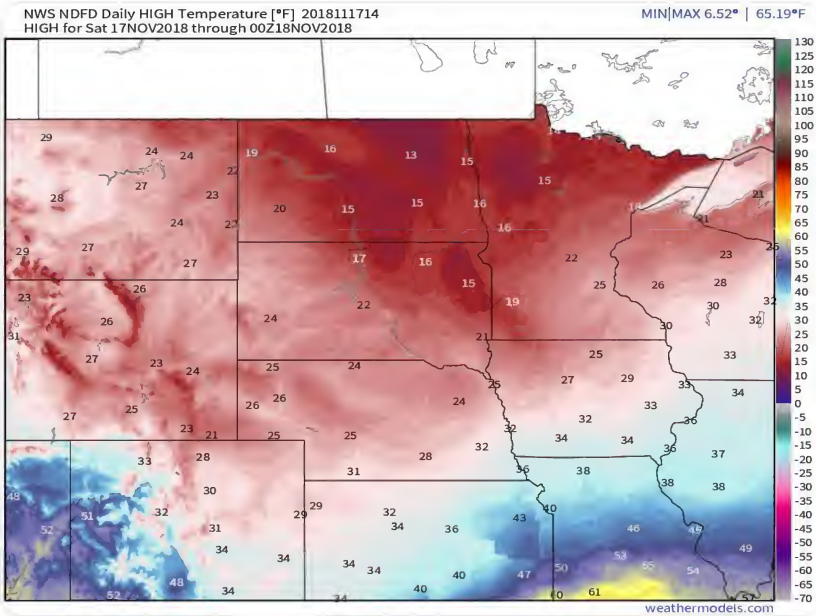 NWS NDFD Daily HIGH Temperature [°F] 2018111714
MIN|MAX 6.52° | 65.19°F
HIGH for Sat 17NOV2018 through 00Z18NOV2018
130
125
120
115
110
105
100
95
90
85
80
75
70
65
60
55
50
45
40
35
30
25
20
15
10
5
0
-5
-10
-15
-20
-25
-30
-35
-40
-45
-50
-55
-60
-65
-70
29 24 24 19 16 13 15
27 23 15 21
28 20 15 15 16
24 16 21
29 27 27 17 16 22 23
23 26 15 25 26 28
26 24 22 19 30 32
31 21 30 32
27 23 24 25 24 25 33
27 29 33 34
27 25 26 26 24 25 33 36
23 21 25 25 32 32 34 34
33 28 31 28 36 38 36 37
48 30 38 38
51 32 29 29 32 43 40
52 31 34 36 46 45
34 34 34 34 53 49
48 40 47 50 55 54
52 34 34 40 60 61 57
weathermodels.com